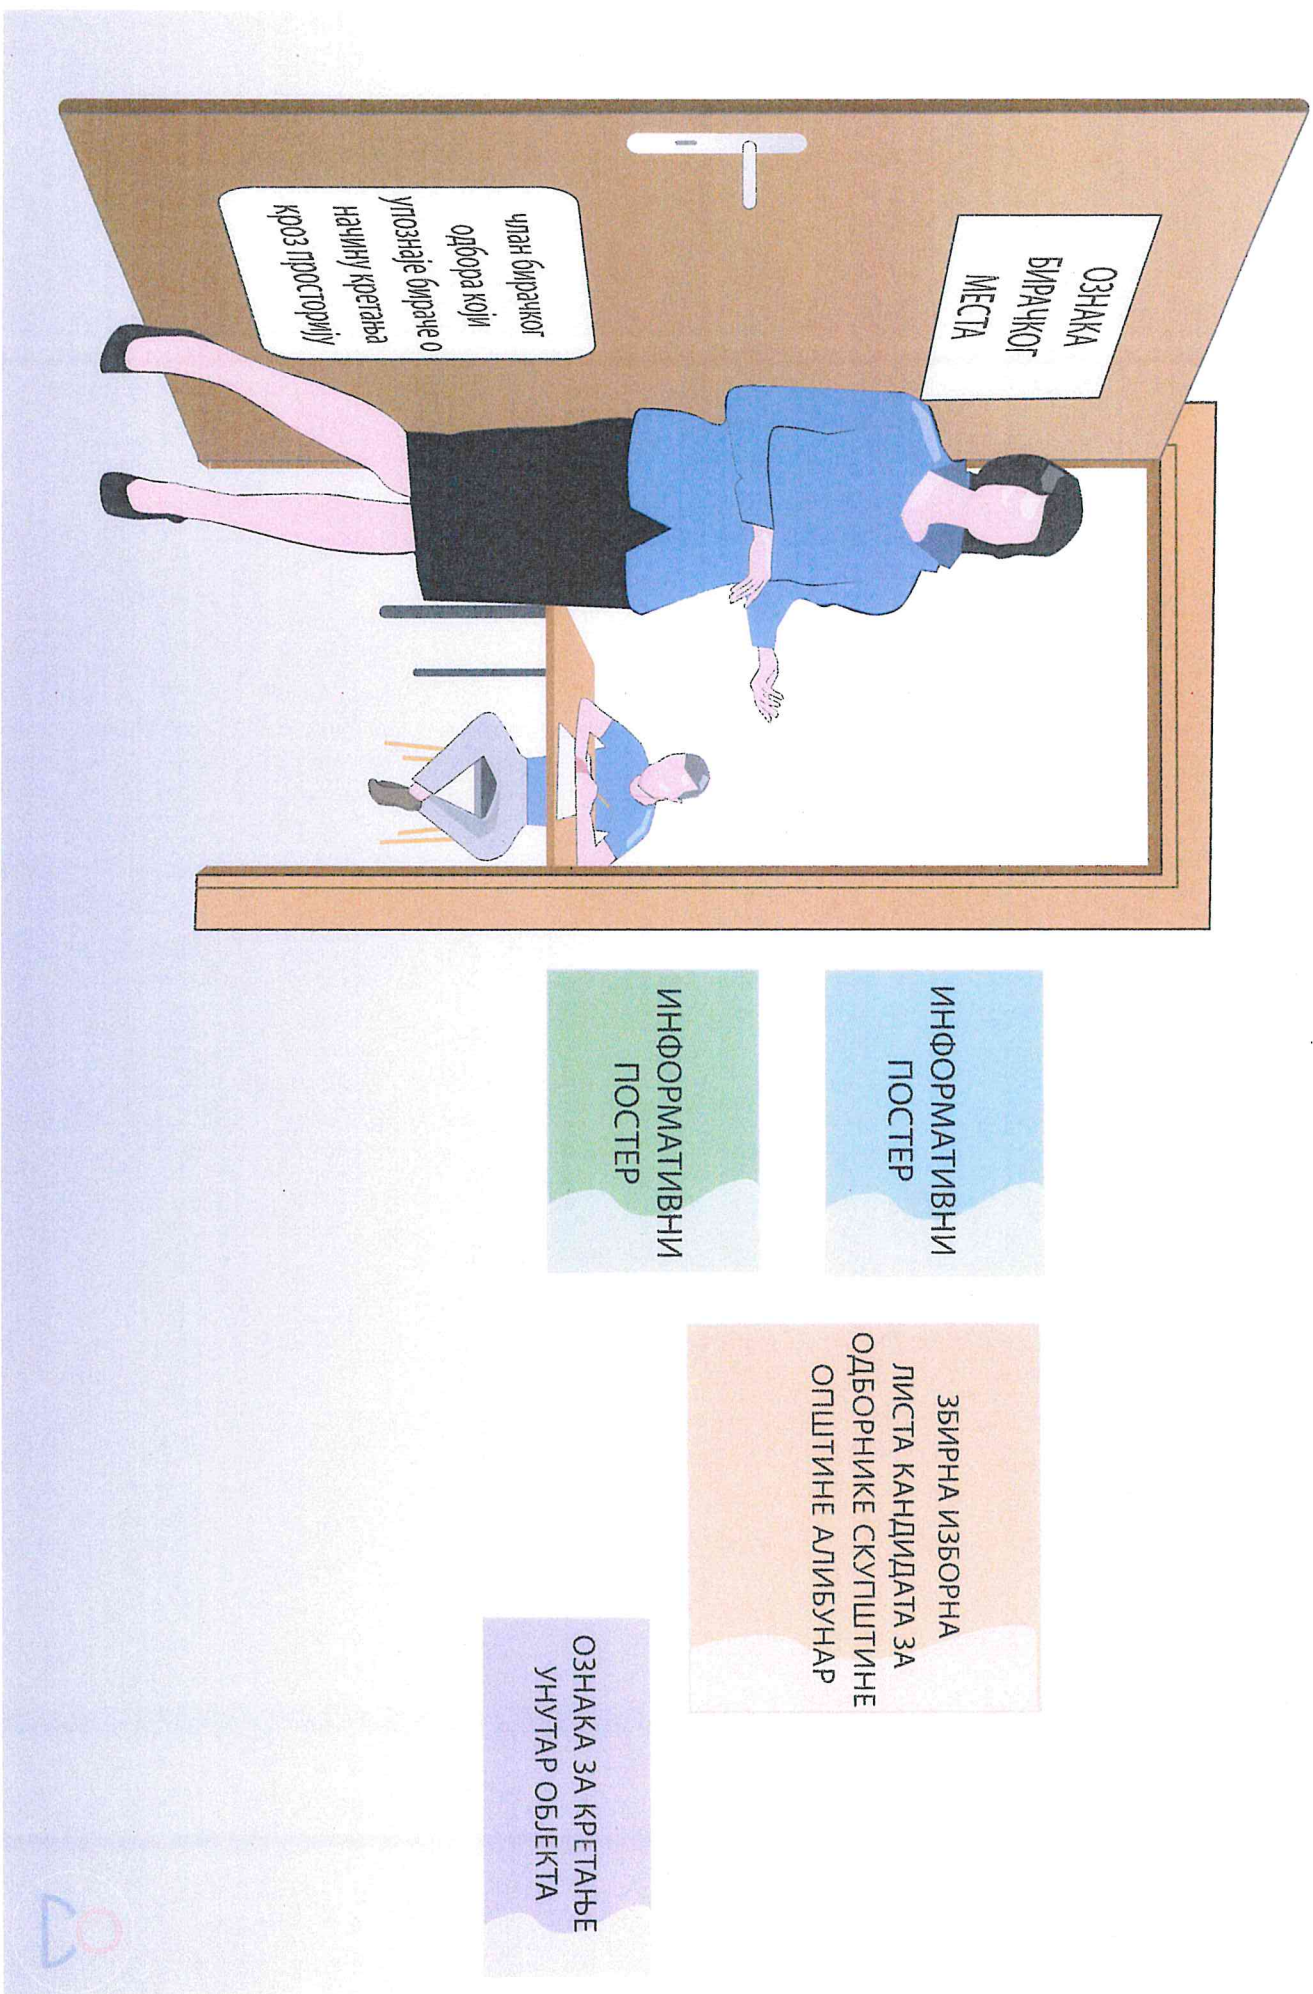 ОЗНАКА
БИРАЧКОГ
МЕСТА
члан бирачког
одбора који
упознаје бираче о
начину кретања
кроз просторију
ИНФОРМАТИВНИ
ПОСТЕР
ИНФОРМАТИВНИ
ПОСТЕР
ЗБИРНА ИЗБОРНА
ЛИСТА КАНДИДАТА ЗА
ОДБОРНИКЕ СКУПШТИНЕ
ОПШТИНЕ АЛИБУНАР
ОЗНАКА ЗА КРЕТАЊЕ
УНУТАР ОБЈЕКТА